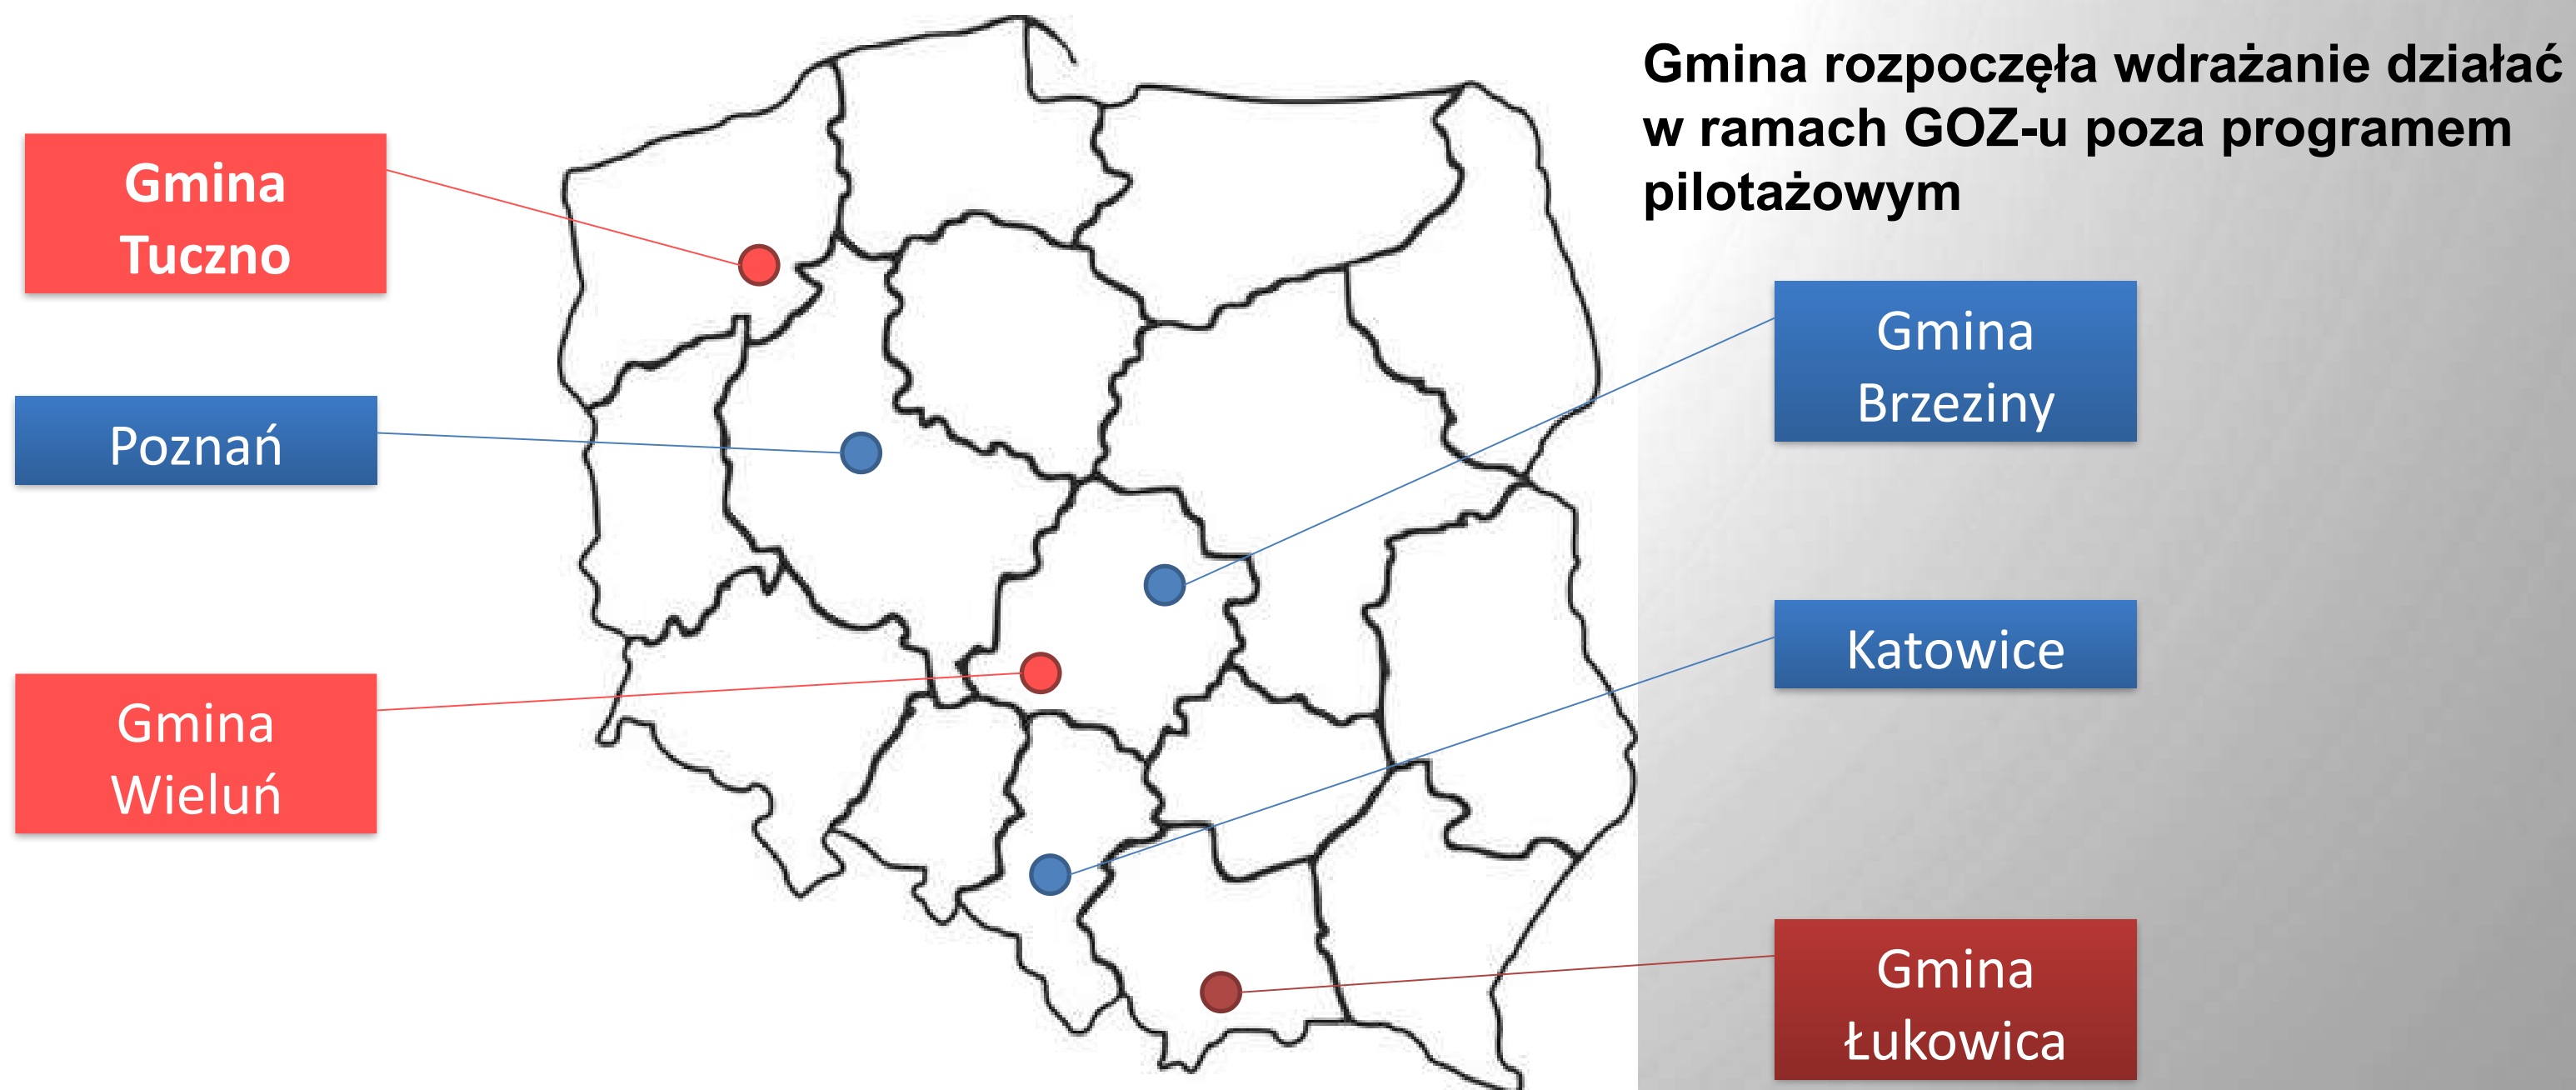 Gmina rozpoczęła wdrażanie działać
w ramach GOZ-u poza programem
pilotażowym
Gmina
Tuczno
Poznań
Gmina
Wieluń
Gmina
Brzeziny
Katowice
Gmina
Łukowica